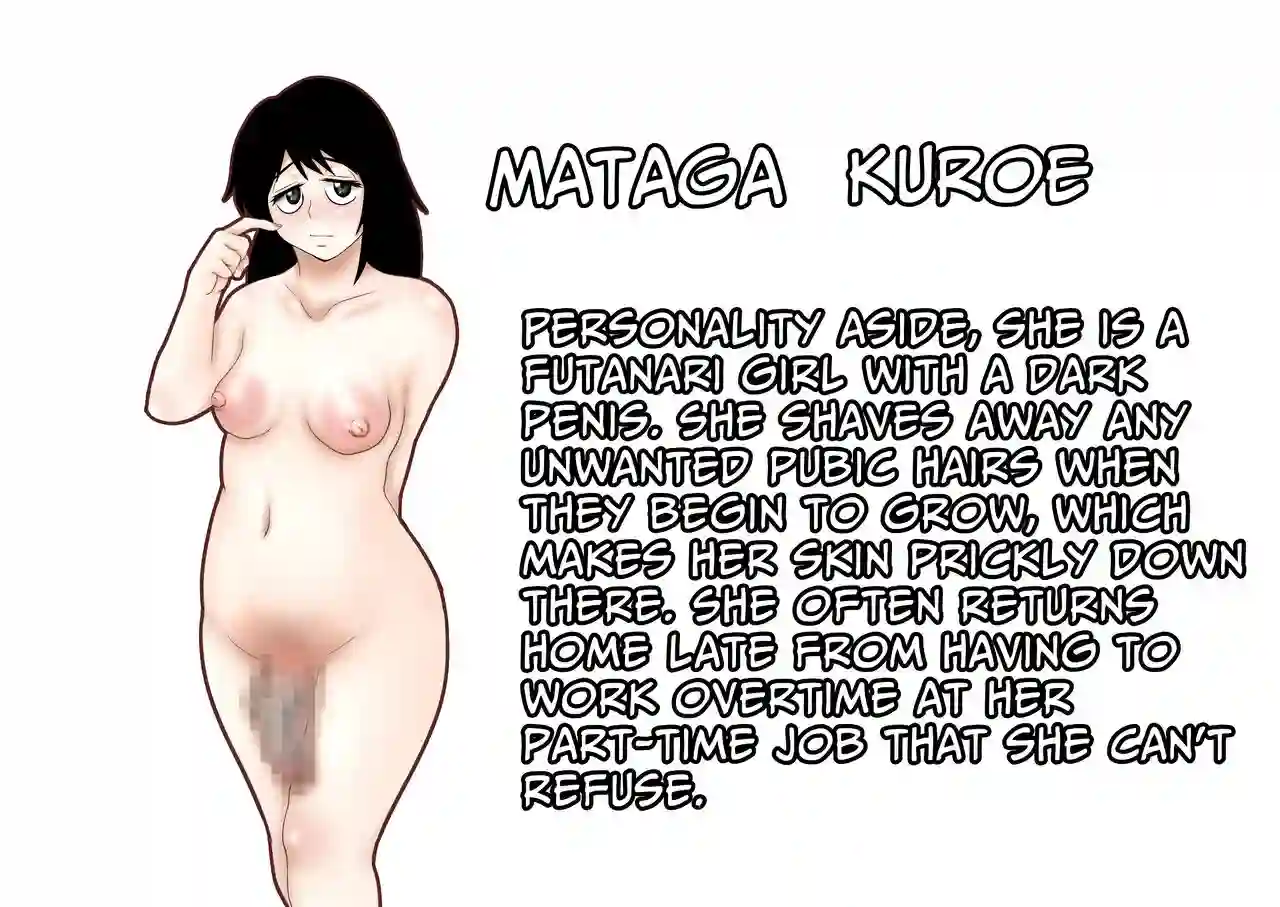 MATAGA KUROE
PERSONALITY ASIDE, SHE IS A
FUTANARI GIRL WITH A DARK
PENIS. SHE SHAVES AWAY ANY
UNWANTED PUBIC HAIRS WHEN
THEY BEGIN TO GROW, WHICH
MAKES HER SKIN PRICKLY DOWN
THERE. SHE OFTEN RETURNS
HOME LATE FROM HAVING TO
WORK OVERTIME AT HER
PART-TIME JOB THAT SHE CAN'T
REFUSE.